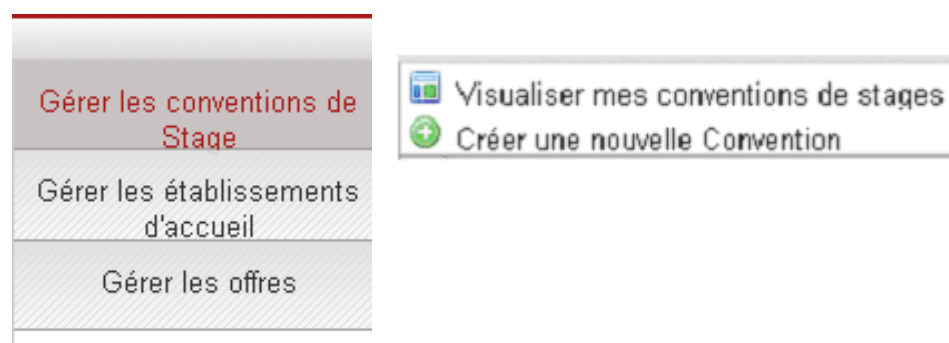 Gérer les conventions de
Stage
Gérer les établissements
d'accueil
Gérer les offres
Visualiser mes conventions de stages
Créer une nouvelle Convention